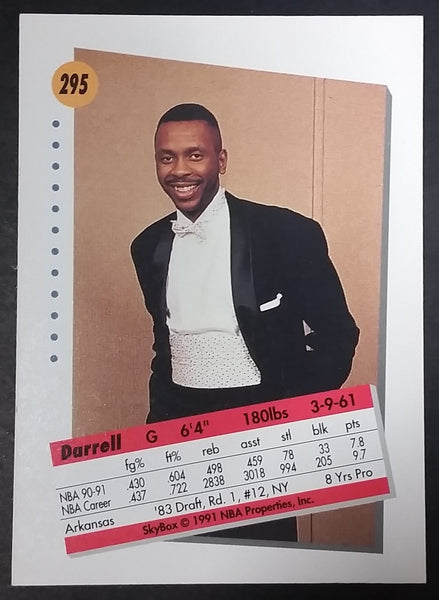 295
Darrell G 6'4" 180lbs 3-9-61
fg% ft% reb asst stl blk pts
NBA 90-91 .430 .604 498 459 78 33 7.8
NBA Career .437 .722 2838 3018 994 205 9.7
Arkansas '83 Draft, Rd. 1, #12, NY 8 Yrs Pro
SkyBox © 1991 NBA Properties, Inc.